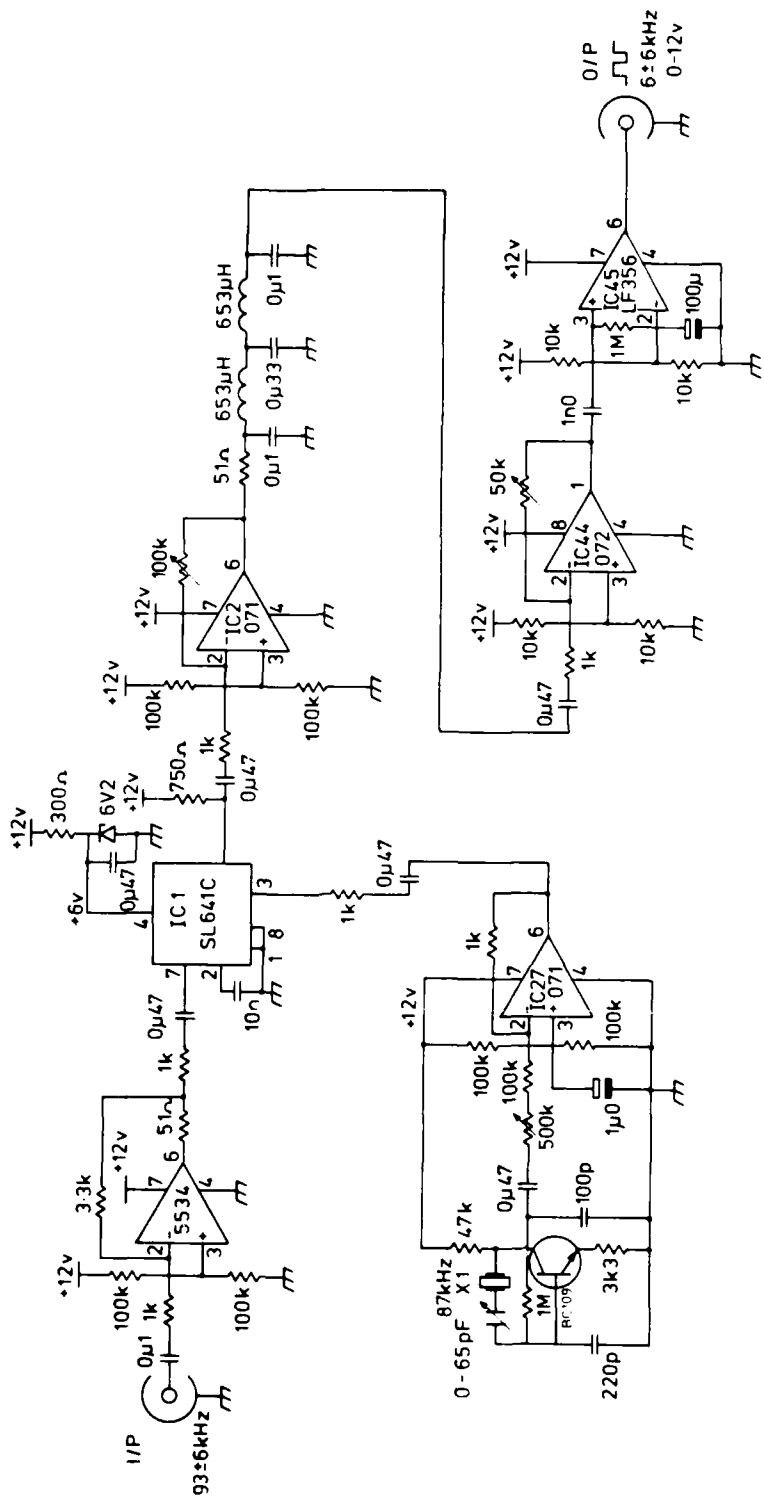 I/P
93±6kHz
0µ1
1k
100k
+12v
100k
2
-
3
+
5534
7
4
6
3·3k
+12v
51Ω
1k
0µ47
7
2
10n
1
8
IC 1
SL641C
4
3
+6v
+12v
300Ω
6V2
0µ47
+12v
750Ω
0µ47
1k
+12v
100k
100k
2
-
3
+
IC2
071
7
4
6
+12v
100k
51Ω
0µ1
653µH
0µ33
653µH
0µ1
0-65pF
87kHz
X1
47k
1M
220p
3k3
100p
0µ47
500k
100k
100k
100k
1µ0
2
-
3
+
IC27
071
7
4
6
+12v
1k
1k
0µ47
0µ47
1k
+12v
10k
10k
2
-
3
+
IC44
072
8
4
1
+12v
50k
1n0
+12v
10k
10k
3
+
2
-
IC45
LF356
1M
100µ
7
4
6
+12v
O/P
6±6kHz
0-12v